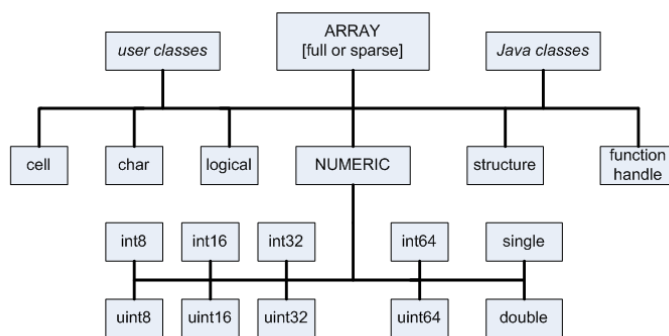 ARRAY
[full or sparse]
user classes
Java classes
cell
char
logical
NUMERIC
structure
function
handle
int8
int16
int32
int64
single
uint8
uint16
uint32
uint64
double